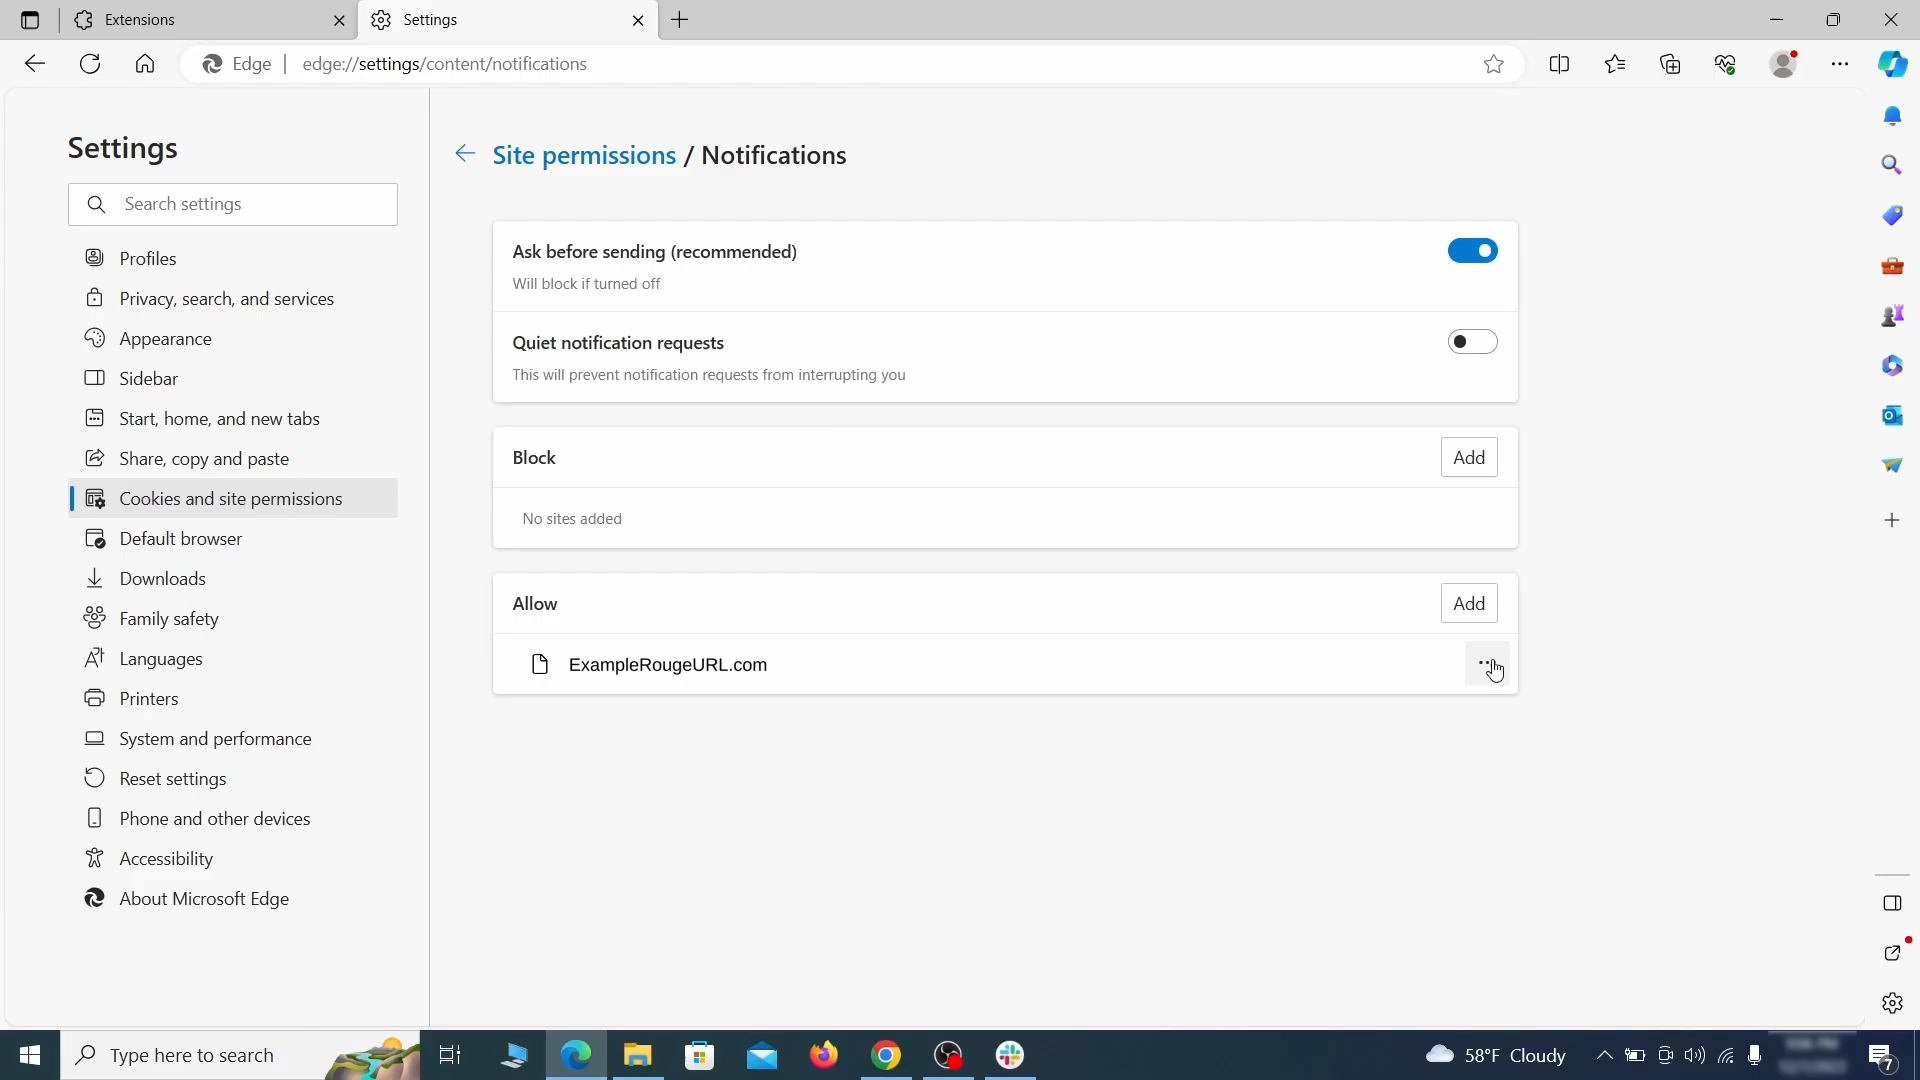 Extensions
Settings
Edge
edge://settings/content/notifications
Settings
Search settings
Profiles
Privacy, search, and services
Appearance
Sidebar
Start, home, and new tabs
Share, copy and paste
Cookies and site permissions
Default browser
Downloads
Family safety
Languages
Printers
System and performance
Reset settings
Phone and other devices
Accessibility
About Microsoft Edge
Site permissions / Notifications
Ask before sending (recommended)
Will block if turned off
Quiet notification requests
This will prevent notification requests from interrupting you
Block
Add
No sites added
Allow
Add
ExampleRougeURL.com
Type here to search
58°F Cloudy
7